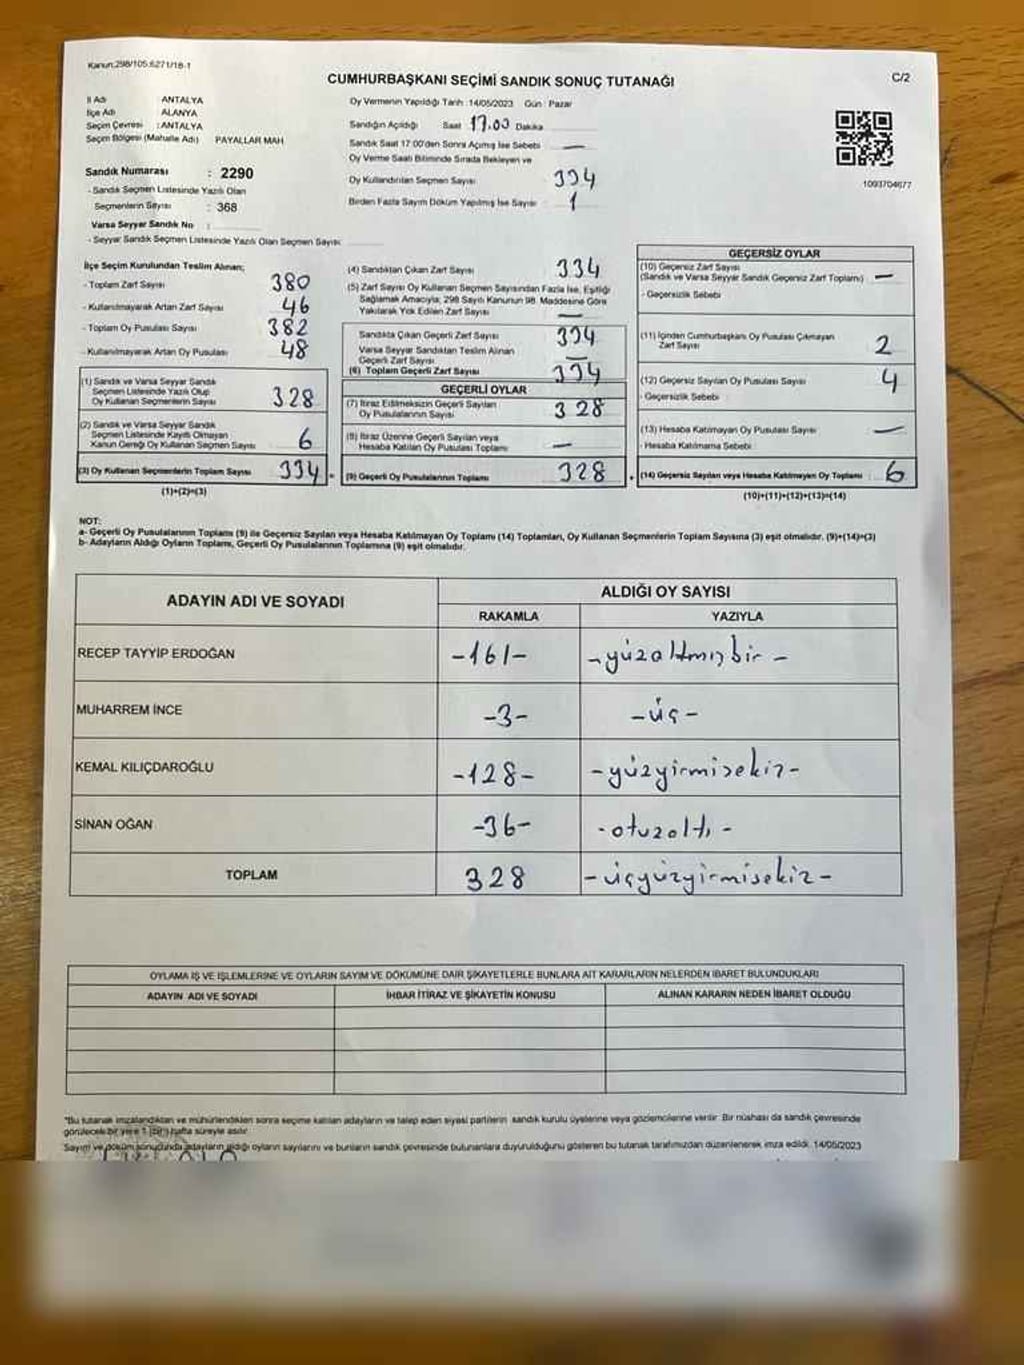 Kanun:298/105;6271/18-1
CUMHURBAŞKANI SEÇİMİ SANDIK SONUÇ TUTANAĞI
C/2
İl Adı : ANTALYA
İlçe Adı : ALANYA
Seçim Çevresi : ANTALYA
Seçim Bölgesi (Mahalle Adı) PAYALLAR MAH
Sandık Numarası : 2290
- Sandık Seçmen Listesinde Yazılı Olan
Seçmenlerin Sayısı : 368
Varsa Seyyar Sandık No :
- Seyyar Sandık Seçmen Listesinde Yazılı Olan Seçmen Sayısı:
Oy Vermenin Yapıldığı Tarih :14/05/2023 Gün : Pazar
Sandığın Açıldığı Saat 17.00 Dakika
Sandık Saat 17:00'den Sonra Açılmış İse Sebebi —
Oy Verme Saati Bitiminde Sırada Bekleyen ve
Oy Kullandırılan Seçmen Sayısı 334
Birden Fazla Sayım Döküm Yapılmış İse Sayısı : 1
1093704677
İlçe Seçim Kurulundan Teslim Alınan;
- Toplam Zarf Sayısı : 380
- Kullanılmayarak Artan Zarf Sayısı : 46
- Toplam Oy Pusulası Sayısı : 382
- Kullanılmayarak Artan Oy Pusulası : 48
(1) Sandık ve Varsa Seyyar Sandık
Seçmen Listesinde Yazılı Olup
Oy Kullanan Seçmenlerin Sayısı : 328
(2) Sandık ve Varsa Seyyar Sandık
Seçmen Listesinde Kayıtlı Olmayan
Kanun Gereği Oy Kullanan Seçmen Sayısı : 6
(3) Oy Kullanan Seçmenlerin Toplam Sayısı : 334
(1)+(2)=(3)
(4) Sandıktan Çıkan Zarf Sayısı : 334
(5) Zarf Sayısı Oy Kullanan Seçmen Sayısından Fazla İse, Eşitliği
Sağlamak Amacıyla; 298 Sayılı Kanunun 98. Maddesine Göre
Yakılarak Yok Edilen Zarf Sayısı : —
Sandıkta Çıkan Geçerli Zarf Sayısı : 334
Varsa Seyyar Sandıktan Teslim Alınan
Geçerli Zarf Sayısı : —
(6) Toplam Geçerli Zarf Sayısı : 334
GEÇERLİ OYLAR
(7) İtiraz Edilmeksizin Geçerli Sayılan
Oy Pusulalarının Sayısı : 328
(8) İtiraz Üzerine Geçerli Sayılan veya
Hesaba Katılan Oy Pusulası Toplamı : —
(9) Geçerli Oy Pusulalarının Toplamı : 328
GEÇERSİZ OYLAR
(10) Geçersiz Zarf Sayısı
(Sandık ve Varsa Seyyar Sandık Geçersiz Zarf Toplamı) : —
- Geçersizlik Sebebi :
(11) İçinden Cumhurbaşkanı Oy Pusulası Çıkmayan
Zarf Sayısı : 2
(12) Geçersiz Sayılan Oy Pusulası Sayısı : 4
- Geçersizlik Sebebi :
(13) Hesaba Katılmayan Oy Pusulası Sayısı : —
- Hesaba Katılmama Sebebi :
(14) Geçersiz Sayılan veya Hesaba Katılmayan Oy Toplamı : 6
(10)+(11)+(12)+(13)=(14)
NOT:
a- Geçerli Oy Pusulalarının Toplamı (9) ile Geçersiz Sayılan veya Hesaba Katılmayan Oy Toplamı (14) Toplamları, Oy Kullanan Seçmenlerin Toplam Sayısına (3) eşit olmalıdır. (9)+(14)=(3)
b- Adayların Aldığı Oyların Toplamı, Geçerli Oy Pusulalarının Toplamına (9) eşit olmalıdır.
ADAYIN ADI VE SOYADI
ALDIĞI OY SAYISI
RAKAMLA YAZIYLA
RECEP TAYYİP ERDOĞAN -161- -yüzaltmışbir-
MUHARREM İNCE -3- -üç-
KEMAL KILIÇDAROĞLU -128- -yüzyirmisekiz-
SİNAN OĞAN -36- -otuzaltı-
TOPLAM 328 -üçyüzyirmisekiz-
OYLAMA İŞ VE İŞLEMLERİNE VE OYLARIN SAYIM VE DÖKÜMÜNE DAİR ŞİKAYETLERLE BUNLARA AİT KARARLARIN NELERDEN İBARET BULUNDUKLARI
ADAYIN ADI VE SOYADI İHBAR İTİRAZ VE ŞİKAYETİN KONUSU ALINAN KARARIN NEDEN İBARET OLDUĞU
*Bu tutanak imzalandıktan ve mühürlendikten sonra seçime katılan adayların ve talep eden siyasi partilerin sandık kurulu üyelerine veya gözlemcilerine verilir. Bir nüshası da sandık çevresinde
görülecek bir yere 1 (bir) hafta süreyle asılır.
Sayım ve döküm sonucunda adayların aldığı oyların sayılarını ve bunların sandık çevresinde bulunanlara duyurulduğunu gösteren bu tutanak tarafımızdan düzenlenerek imza edildi. 14/05/2023